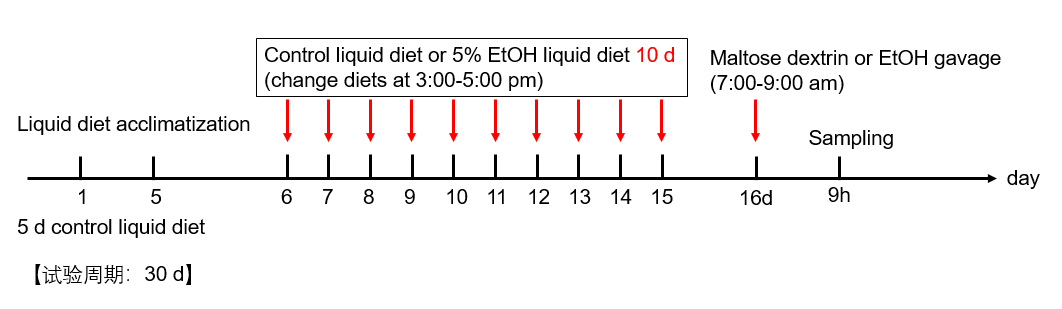 Control liquid diet or 5% EtOH liquid diet 10 d
(change diets at 3:00-5:00 pm)
Maltose dextrin or EtOH gavage
(7:00-9:00 am)
Liquid diet acclimatization
Sampling
1 5 6 7 8 9 10 11 12 13 14 15 16d 9h day
5 d control liquid diet
【试验周期：30 d】